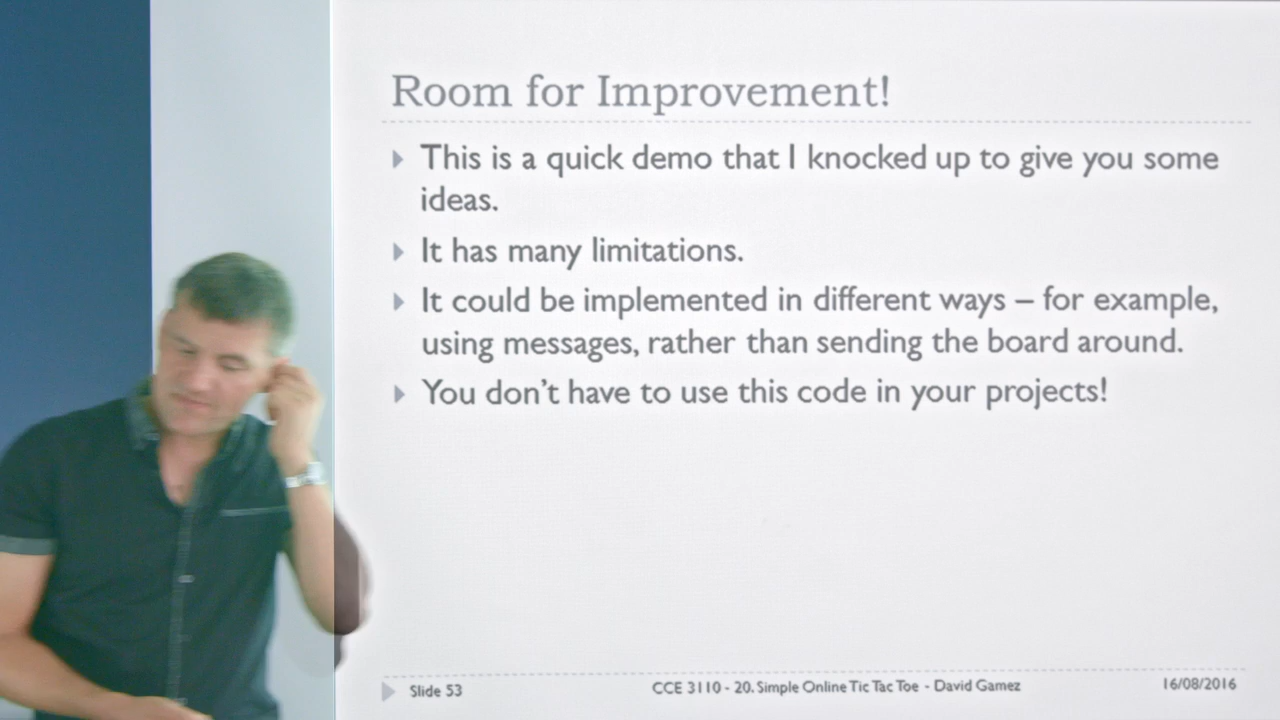 Room for Improvement!
This is a quick demo that I knocked up to give you some
ideas.
It has many limitations.
It could be implemented in different ways – for example,
using messages, rather than sending the board around.
You don't have to use this code in your projects!
Slide 53
CCE 3110 - 20. Simple Online Tic Tac Toe - David Gamez
16/08/2016